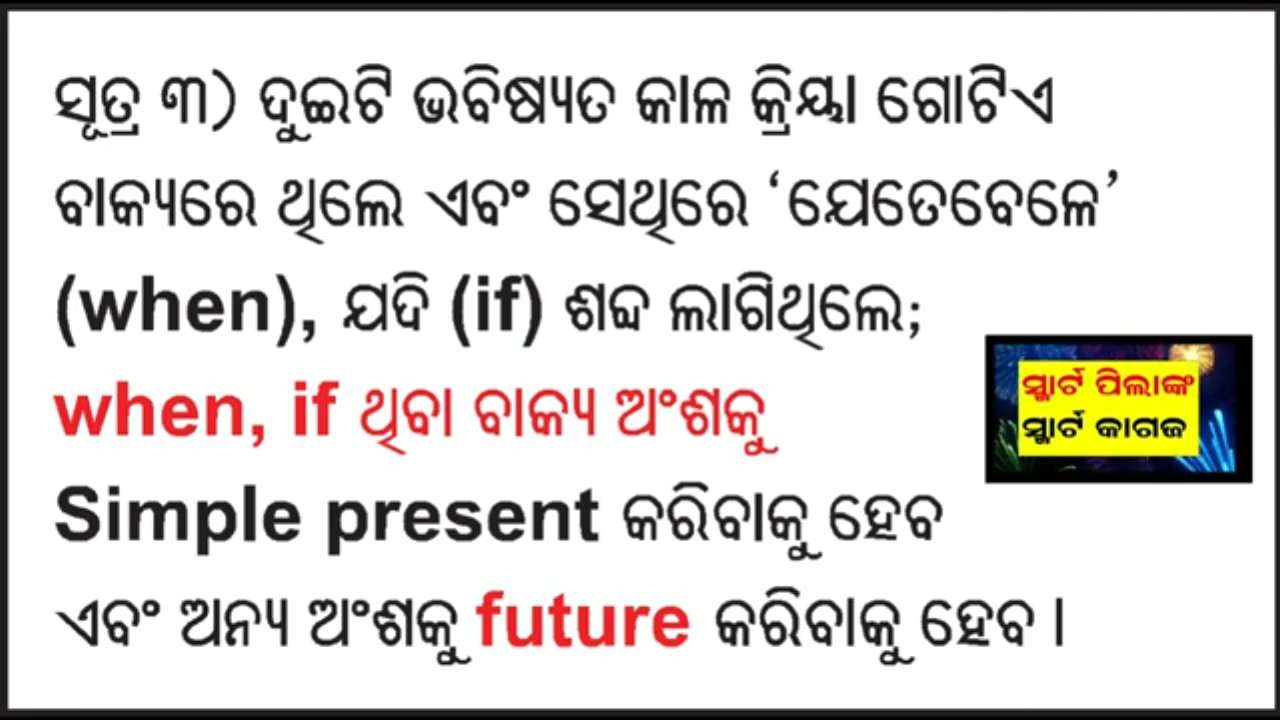 ସୂତ୍ର ୩) ଦୁଇଟି ଭବିଷ୍ୟତ କାଳ କ୍ରିୟା ଗୋଟିଏ
ବାକ୍ୟରେ ଥିଲେ ଏବଂ ସେଥିରେ ‘ଯେତେବେଳେ’
(when), ଯଦି (if) ଶବ୍ଦ ଲାଗିଥିଲେ;
when, if ଥିବା ବାକ୍ୟ ଅଂଶକୁ
Simple present କରିବାକୁ ହେବ
ଏବଂ ଅନ୍ୟ ଅଂଶକୁ future କରିବାକୁ ହେବ।
ସ୍ମାର୍ଟ ପିଲାଙ୍କ
ସ୍ମାର୍ଟ କାଗଜ